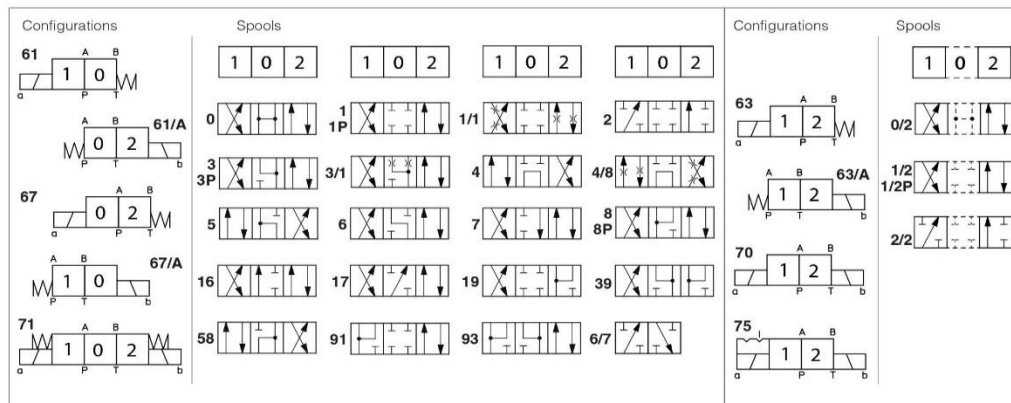 Configurations
Spools
Configurations
Spools
61
A B
1 0
a P T
61/A
A B
0 2
P T b
67
A B
0 2
a P T
67/A
A B
1 0
P T b
71
A B
1 0 2
a P T b
1 0 2
1 0 2
1 0 2
1 0 2
0
1
1P
1/1
2
3
3P
3/1
4
4/8
5
6
7
8
8P
16
17
19
39
58
91
93
6/7
63
A B
1 2
a P T
63/A
A B
1 2
P T b
70
A B
1 2
a P T b
75
A B
1 2
a P T b
1 0 2
0/2
1/2
1/2P
2/2